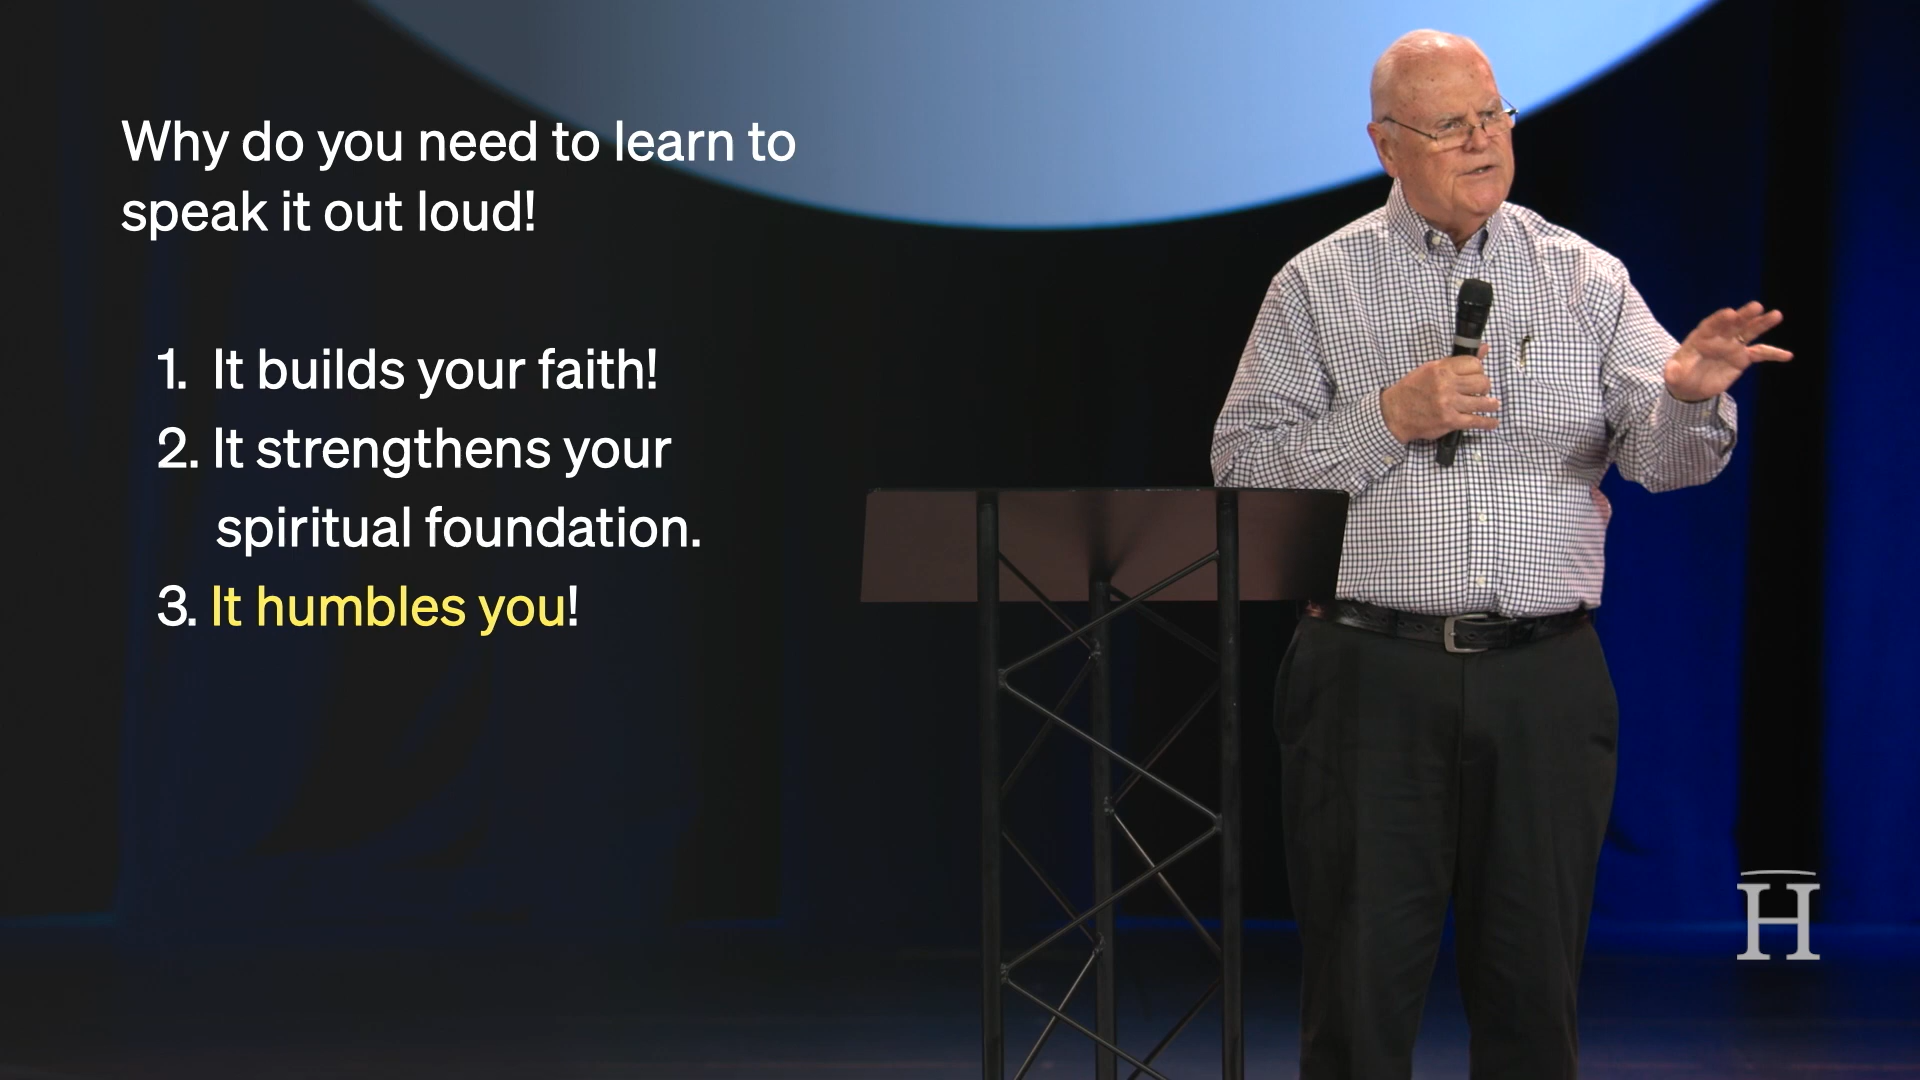 Why do you need to learn to
speak it out loud!
1. It builds your faith!
2. It strengthens your
spiritual foundation.
3. It humbles you!
H